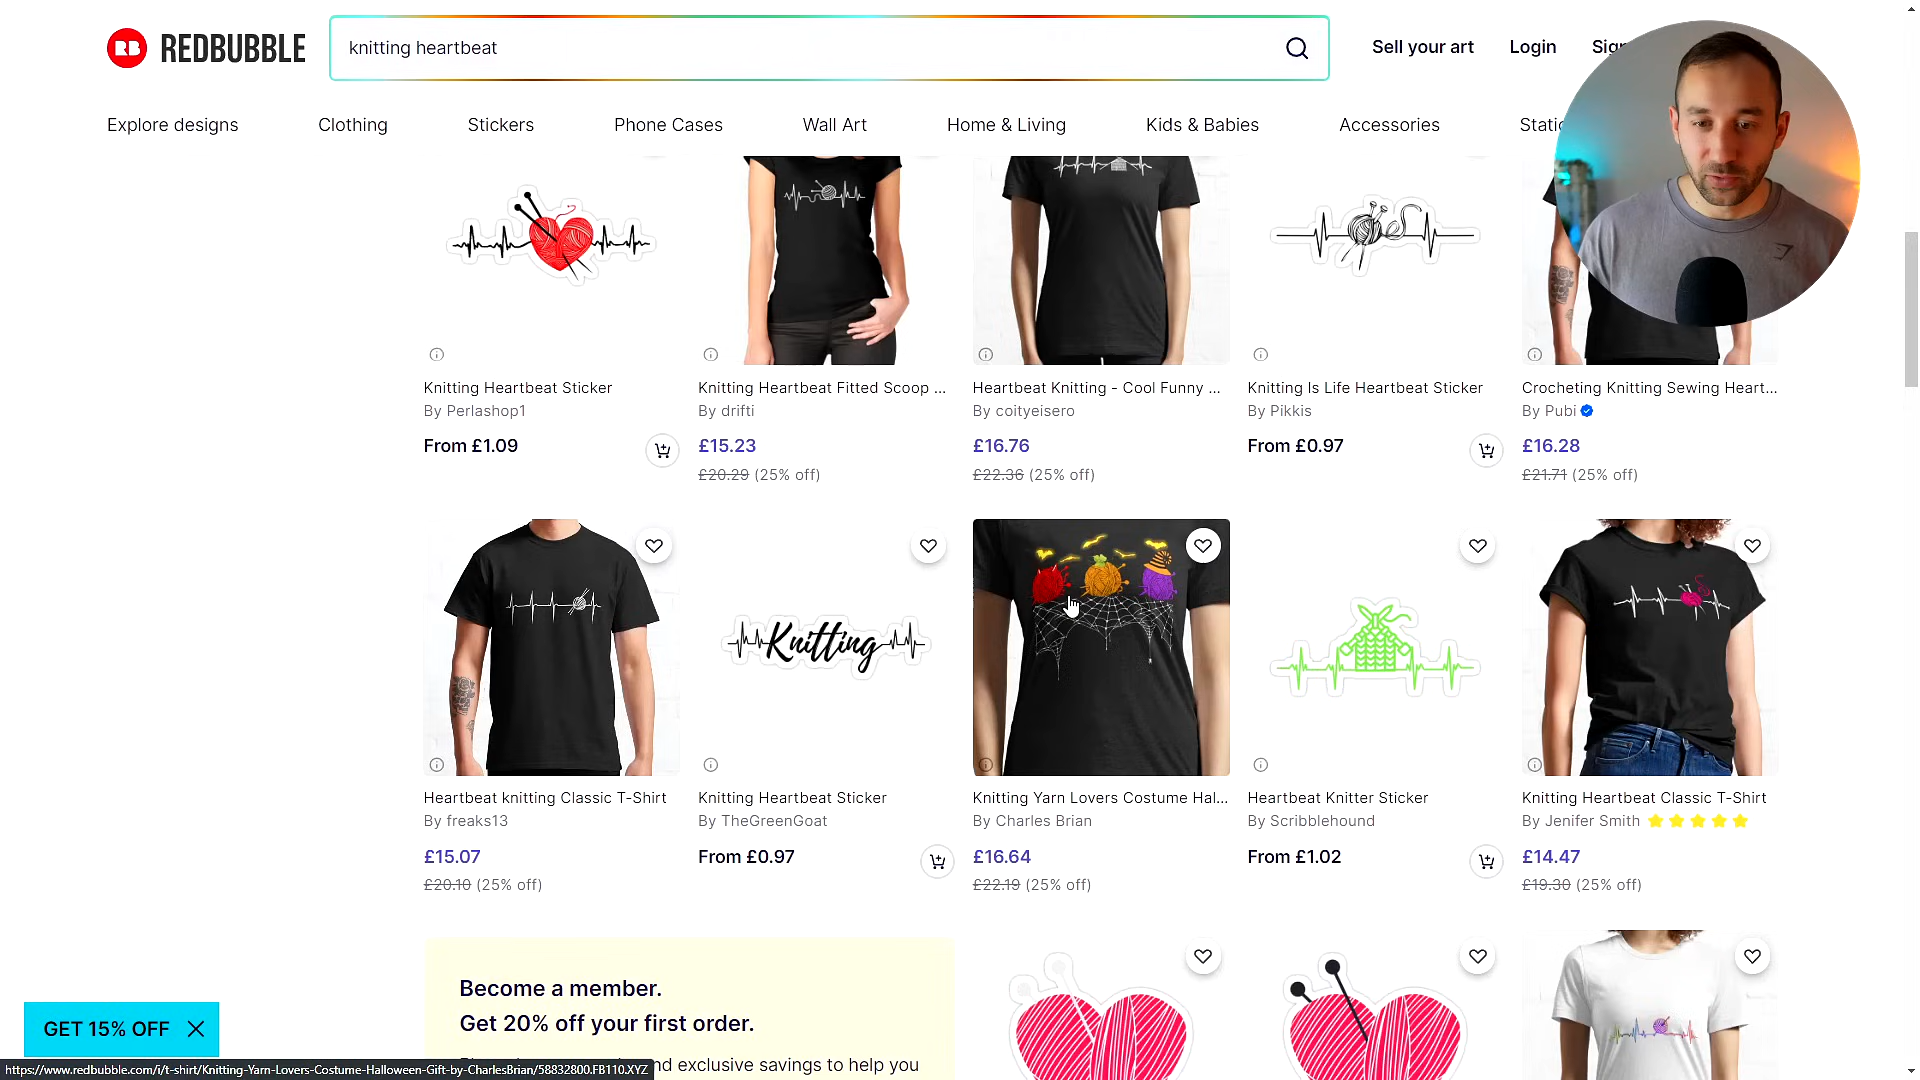 RB REDBUBBLE
knitting heartbeat
Sell your art
Login
Explore designs
Clothing
Stickers
Phone Cases
Wall Art
Home & Living
Kids & Babies
Accessories
Knitting Heartbeat Sticker
By Perlashop1
From £1.09
Knitting Heartbeat Fitted Scoop ...
By drifti
£15.23
£20.29 (25% off)
Heartbeat Knitting - Cool Funny ...
By coityeisero
£16.76
£22.36 (25% off)
Knitting Is Life Heartbeat Sticker
By Pikkis
From £0.97
Crocheting Knitting Sewing Heart...
By Pubi
£16.28
£21.71 (25% off)
Knitting
Heartbeat knitting Classic T-Shirt
By freaks13
£15.07
£20.10 (25% off)
Knitting Heartbeat Sticker
By TheGreenGoat
From £0.97
Knitting Yarn Lovers Costume Hal...
By Charles Brian
£16.64
£22.19 (25% off)
Heartbeat Knitter Sticker
By Scribblehound
From £1.02
Knitting Heartbeat Classic T-Shirt
By Jenifer Smith
£14.47
£19.30 (25% off)
Become a member.
Get 20% off your first order.
nd exclusive savings to help you
GET 15% OFF
https://www.redbubble.com/i/t-shirt/Knitting-Yarn-Lovers-Costume-Halloween-Gift-by-CharlesBrian/58832800.FB110.XYZ